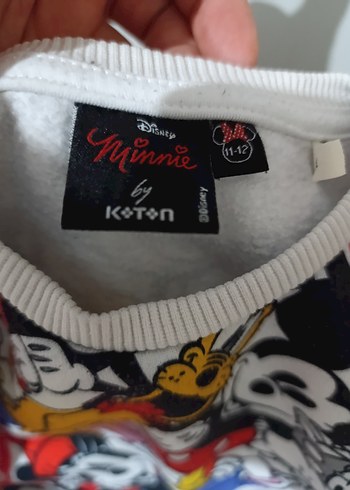 Disney
Minnie
by
KOTON
©Disney
11-12